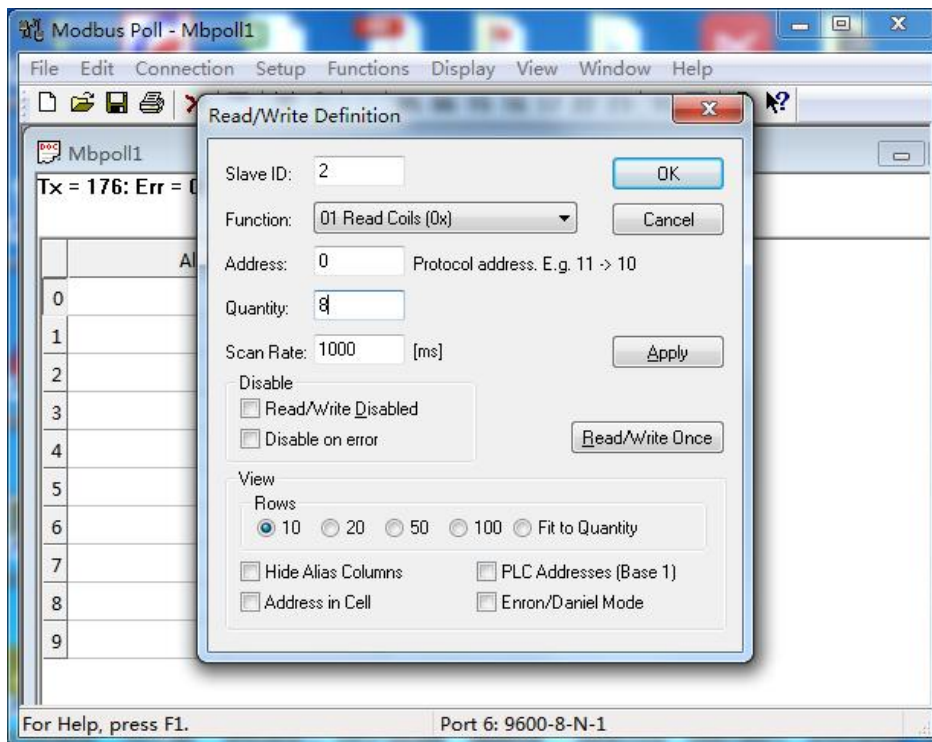 Modbus Poll - Mbpoll1
File Edit Connection Setup Functions Display View Window Help
Read/Write Definition
Mbpoll1
Tx = 176: Err =
Slave ID: 2 OK
Function: 01 Read Coils (0x) Cancel
Address: 0 Protocol address. E.g. 11 -> 10
Quantity: 8
Scan Rate: 1000 [ms] Apply
Disable
Read/Write Disabled
Disable on error
Read/Write Once
View
Rows
10 20 50 100 Fit to Quantity
Hide Alias Columns PLC Addresses (Base 1)
Address in Cell Enron/Daniel Mode
Al
0
1
2
3
4
5
6
7
8
9
For Help, press F1. Port 6: 9600-8-N-1